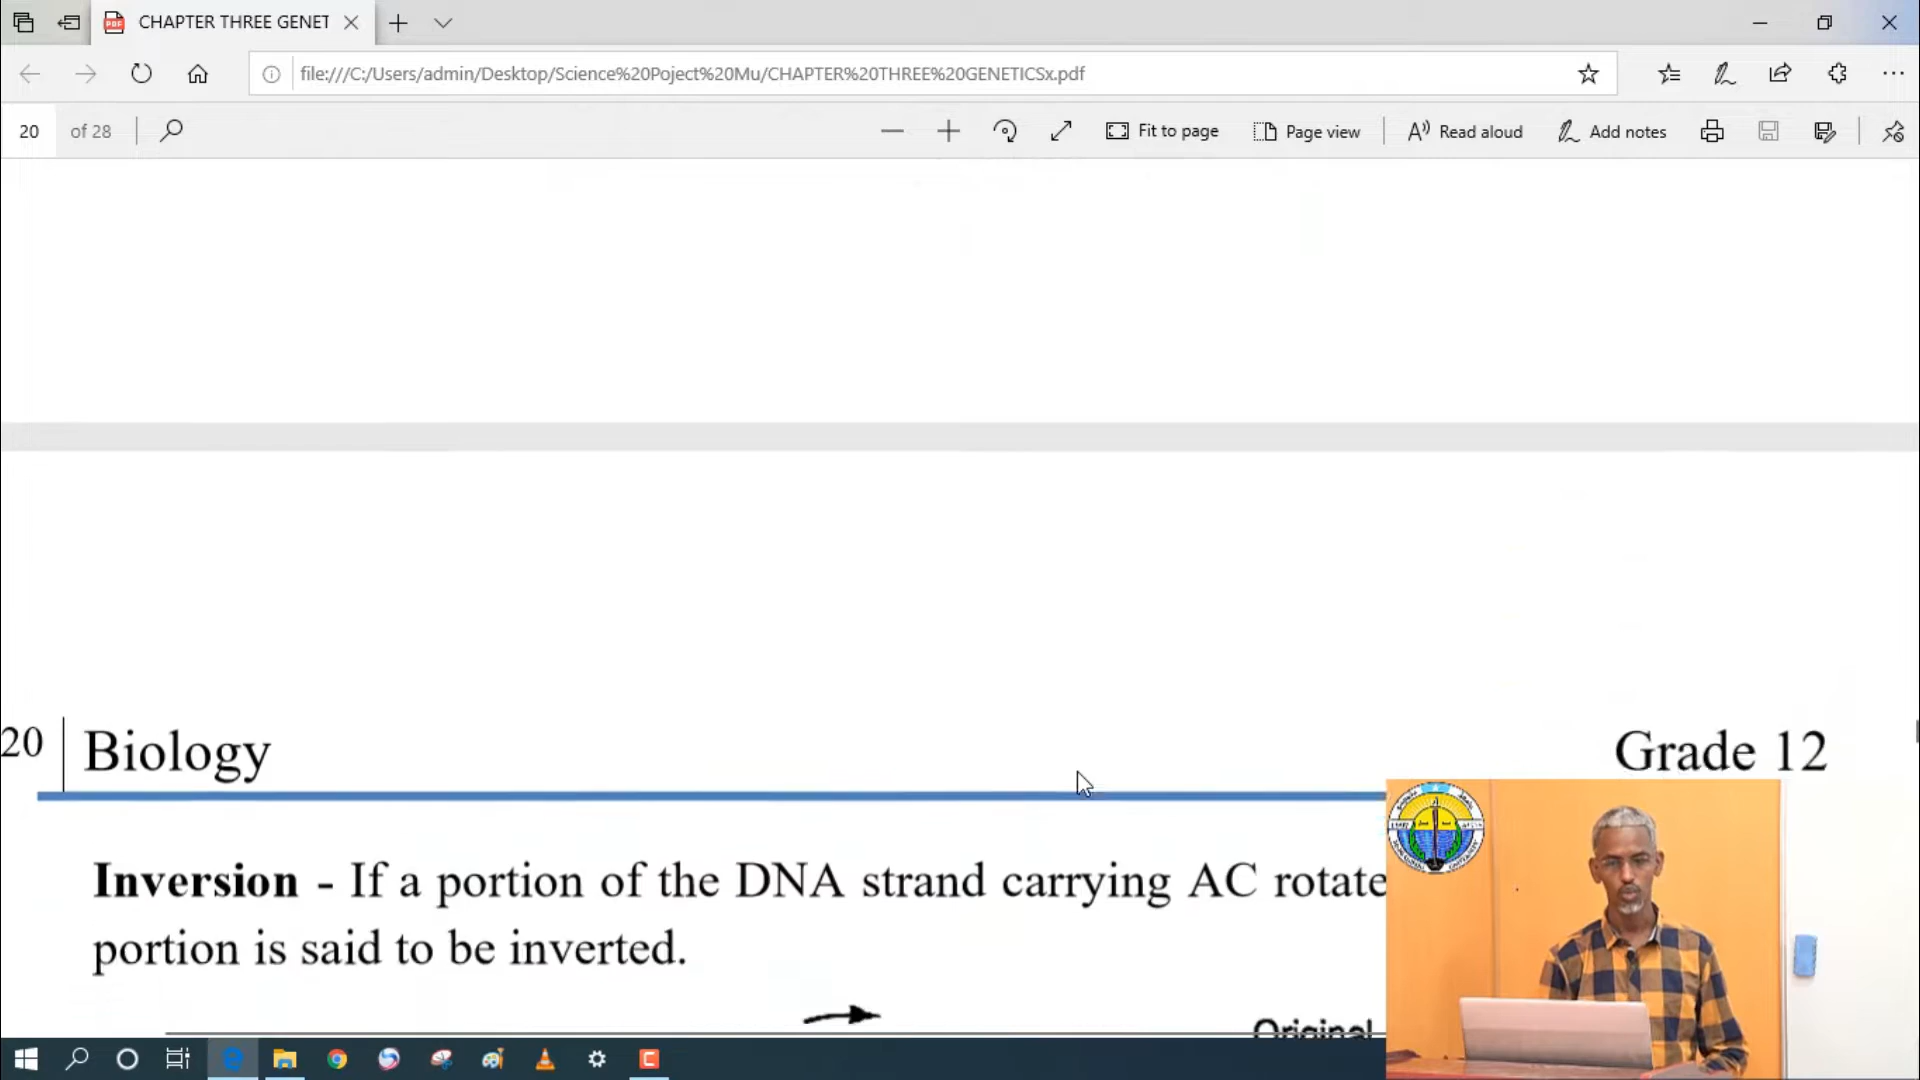 CHAPTER THREE GENET
file:///C:/Users/admin/Desktop/Science%20Poject%20Mu/CHAPTER%20THREE%20GENETICSx.pdf
20 of 28 Fit to page Page view Read aloud Add notes
20 Biology Grade 12
Inversion - If a portion of the DNA strand carrying AC rotate
portion is said to be inverted.
Original